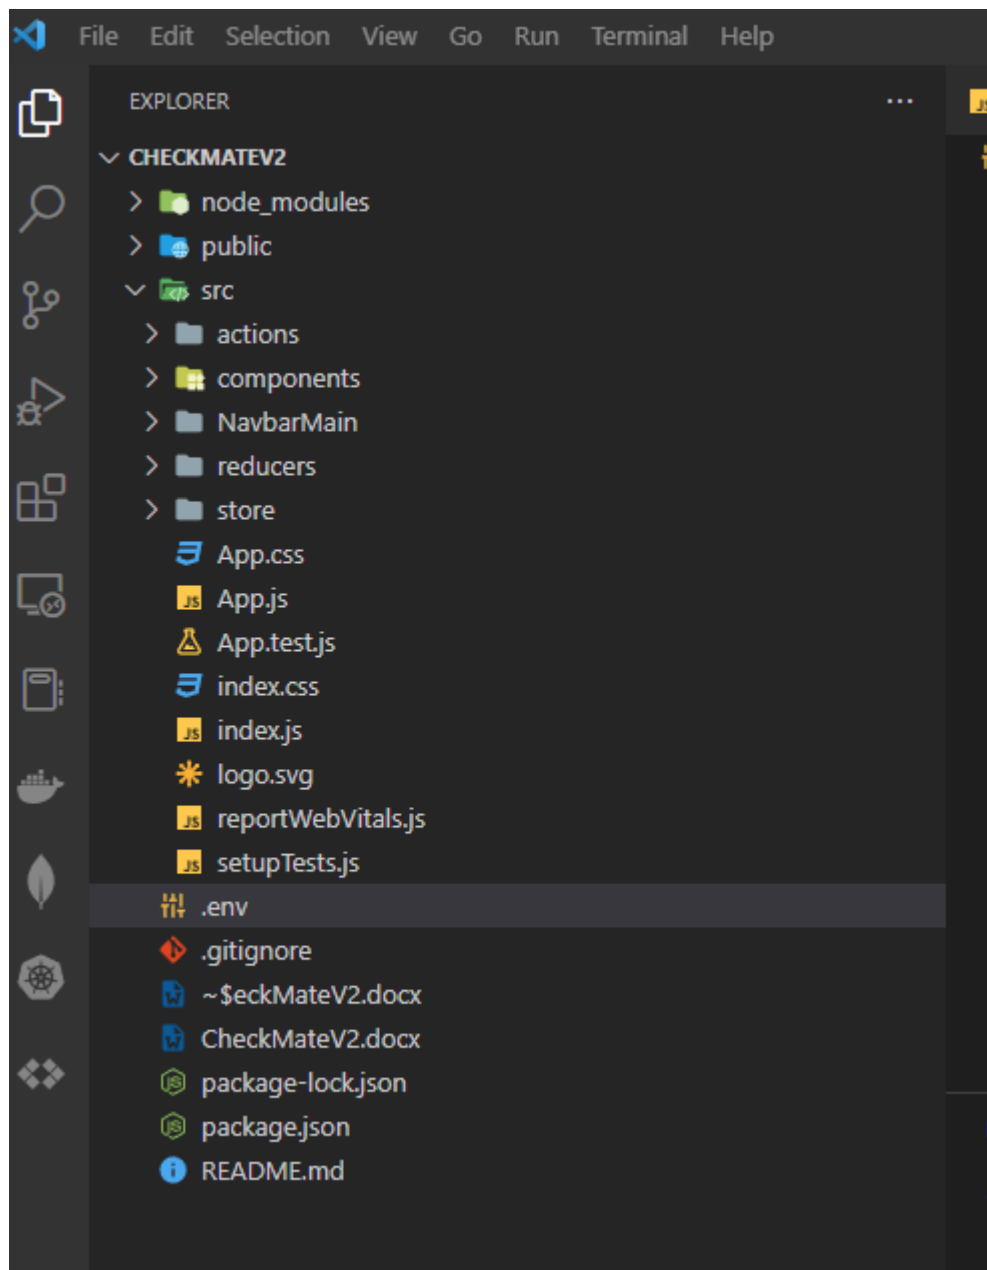 File Edit Selection View Go Run Terminal Help
EXPLORER
CHECKMATEV2
node_modules
public
src
actions
components
NavbarMain
reducers
store
App.css
App.js
App.test.js
index.css
index.js
logo.svg
reportWebVitals.js
setupTests.js
.env
.gitignore
~$eckMateV2.docx
CheckMateV2.docx
package-lock.json
package.json
README.md